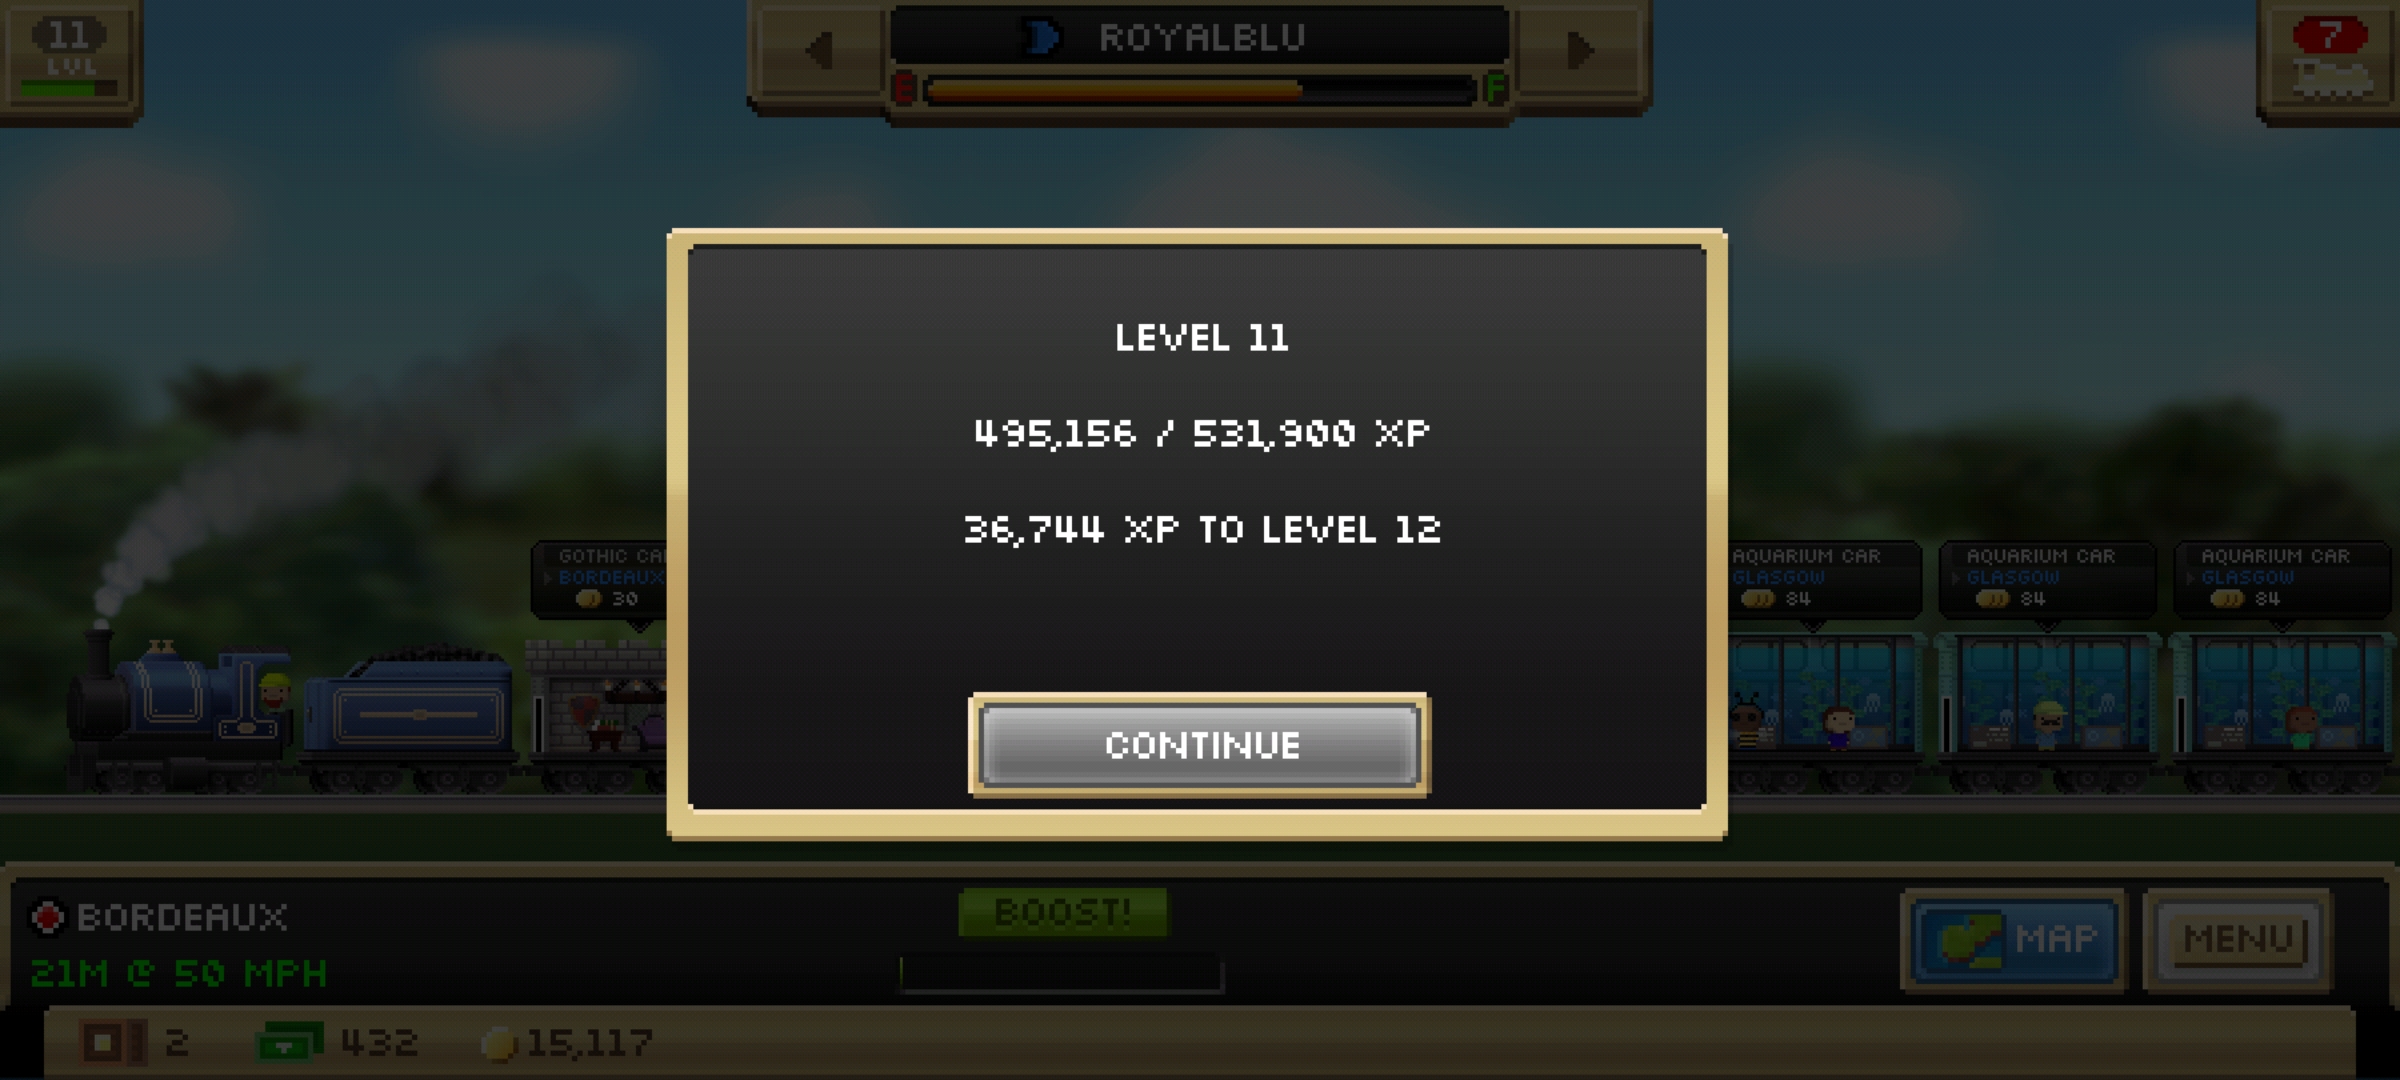 11
LVL
ROYALBLU
E F
7
LEVEL 11
495,156 / 531,900 XP
36,744 XP TO LEVEL 12
CONTINUE
GOTHIC CA
BORDEAUX
30
AQUARIUM CAR
GLASGOW
84
AQUARIUM CAR
GLASGOW
84
AQUARIUM CAR
GLASGOW
84
BORDEAUX
21M @ 50 MPH
BOOST!
MAP
MENU
2
432
15,117